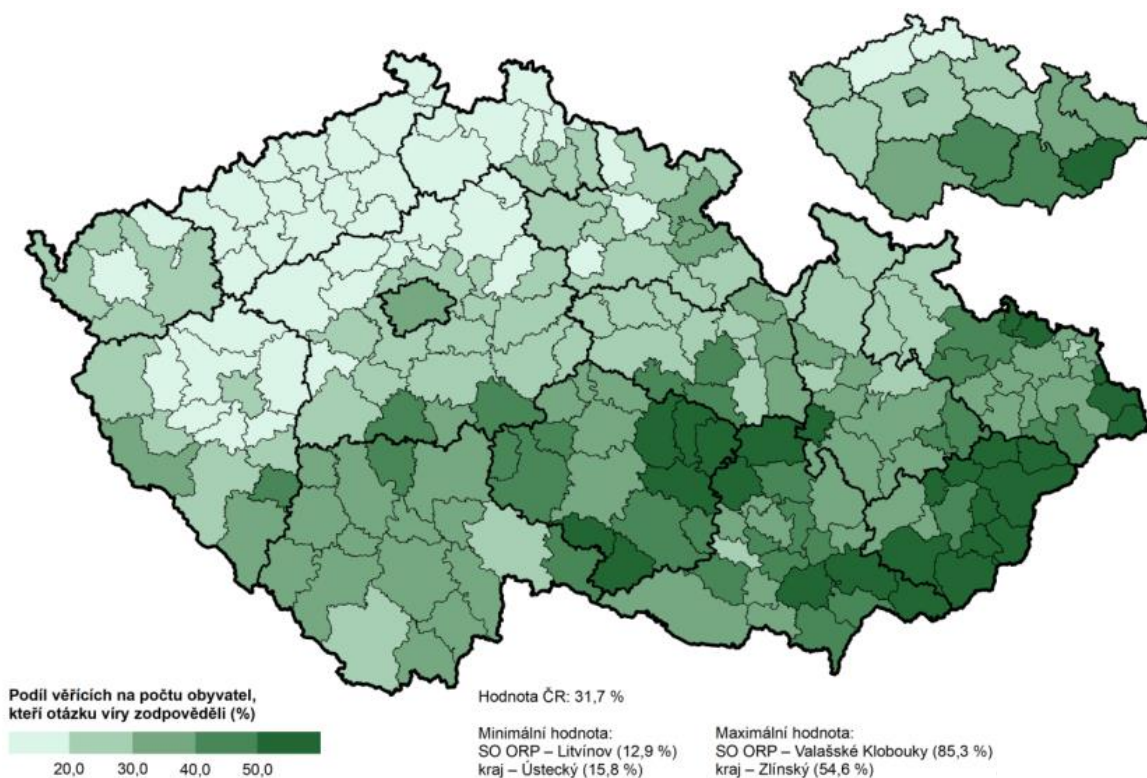 Podíl věřících na počtu obyvatel,
kteří otázku víry zodpověděli (%)
20,0 30,0 40,0 50,0
Hodnota ČR: 31,7 %
Minimální hodnota:
SO ORP – Litvínov (12,9 %)
kraj – Ústecký (15,8 %)
Maximální hodnota:
SO ORP – Valašské Klobouky (85,3 %)
kraj – Zlínský (54,6 %)